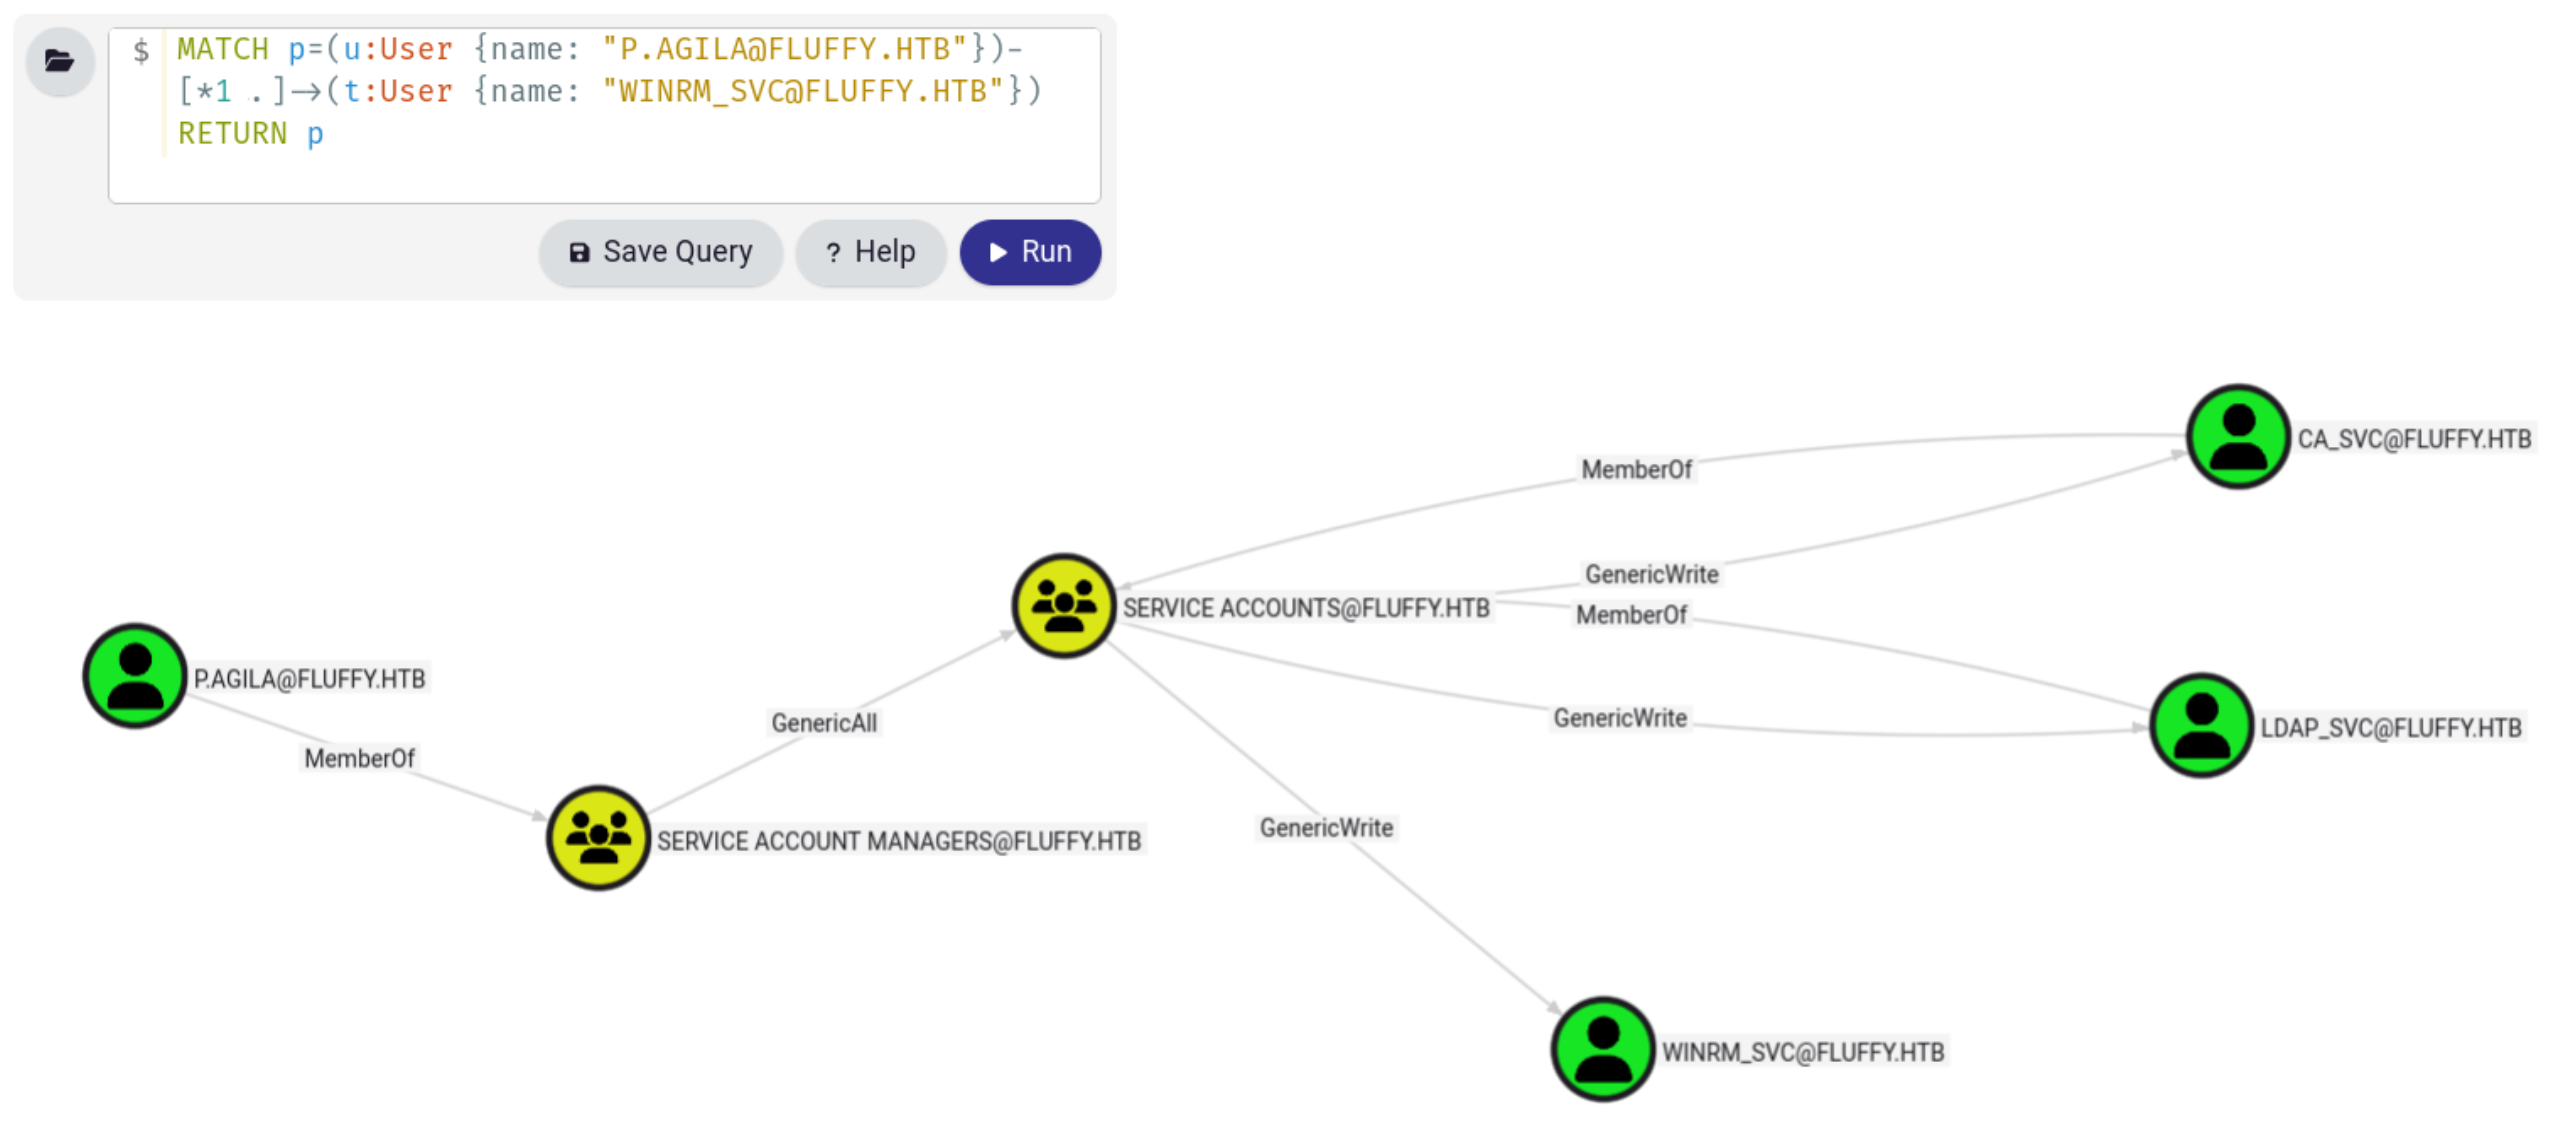 $ MATCH p=(u:User {name: "P.AGILA@FLUFFY.HTB"})-
[*1..]->(t:User {name: "WINRM_SVC@FLUFFY.HTB"})
RETURN p
Save Query
? Help
Run
CA_SVC@FLUFFY.HTB
MemberOf
GenericWrite
SERVICE ACCOUNTS@FLUFFY.HTB
MemberOf
P.AGILA@FLUFFY.HTB
GenericAll
GenericWrite
LDAP_SVC@FLUFFY.HTB
MemberOf
GenericWrite
SERVICE ACCOUNT MANAGERS@FLUFFY.HTB
WINRM_SVC@FLUFFY.HTB